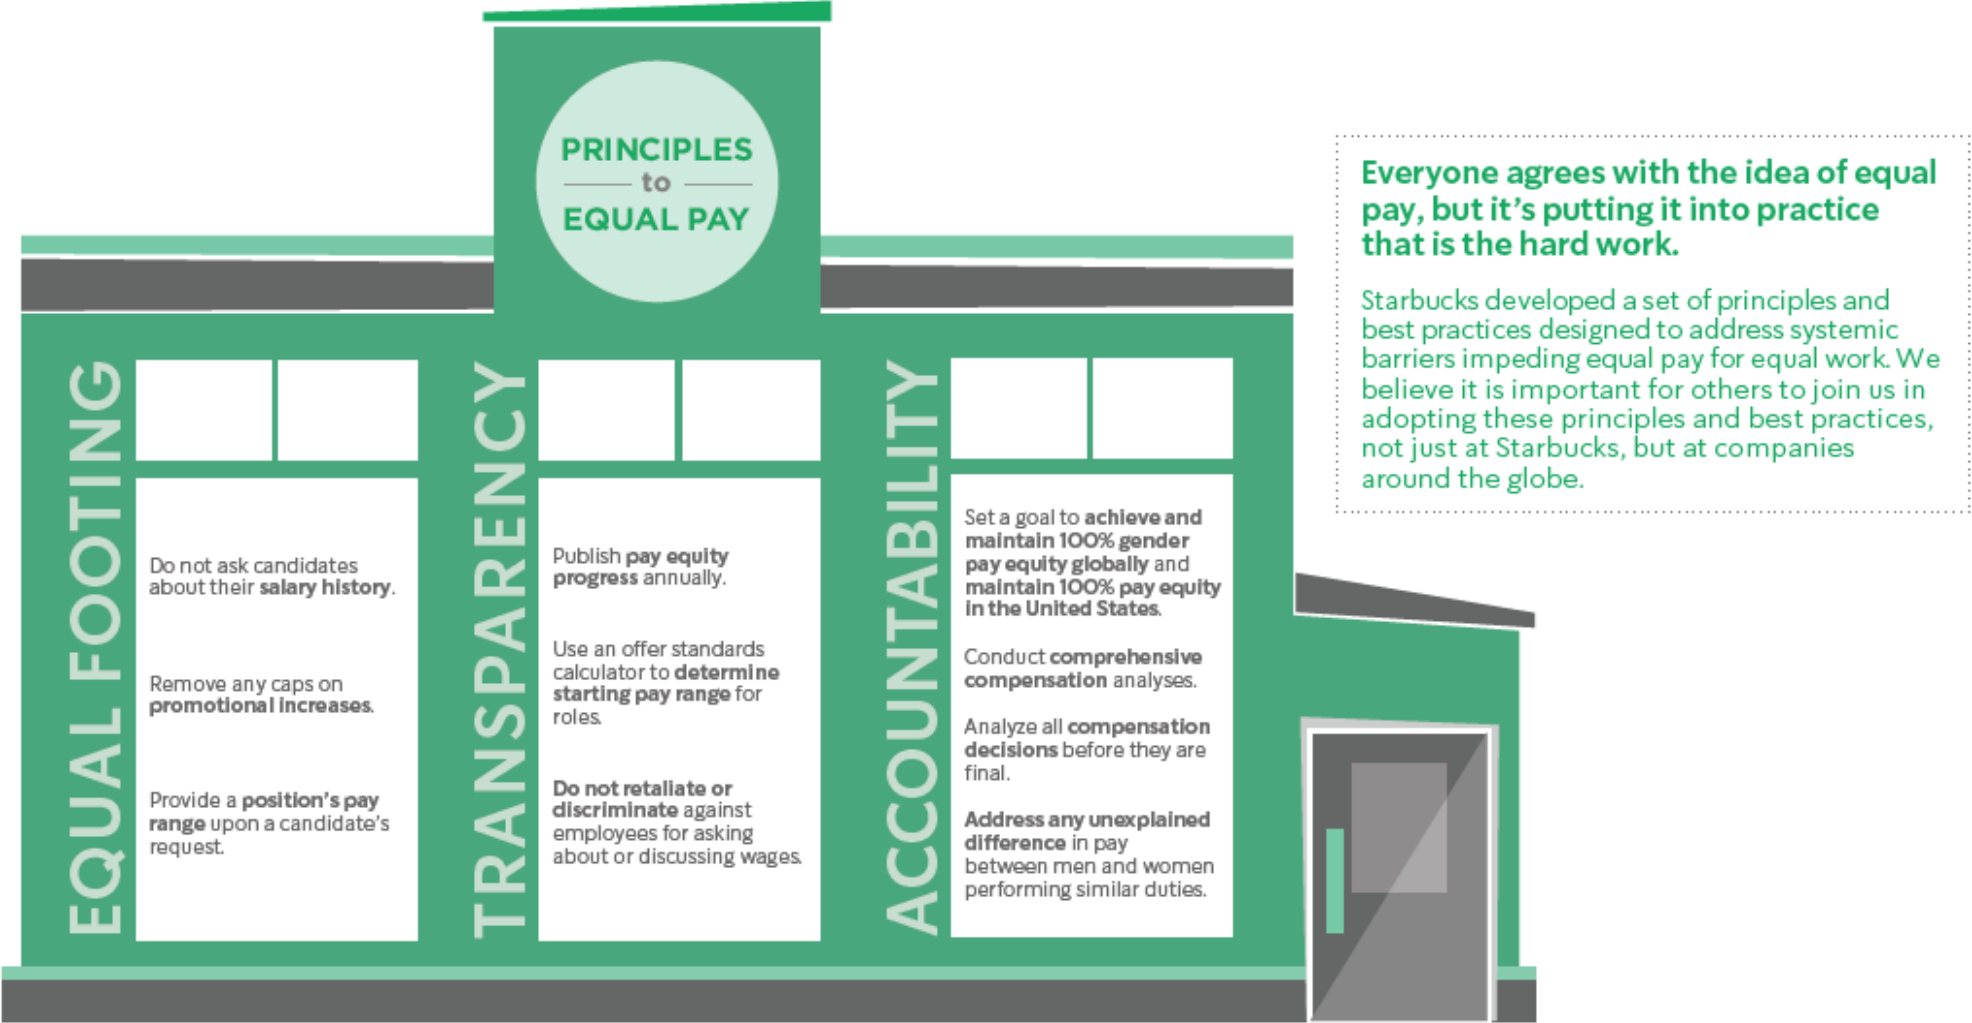 PRINCIPLES
to
EQUAL PAY
Everyone agrees with the idea of equal
pay, but it's putting it into practice
that is the hard work.
Starbucks developed a set of principles and
best practices designed to address systemic
barriers impeding equal pay for equal work. We
believe it is important for others to join us in
adopting these principles and best practices,
not just at Starbucks, but at companies
around the globe.
EQUAL FOOTING
Do not ask candidates
about their salary history.
Remove any caps on
promotional increases.
Provide a position's pay
range upon a candidate's
request.
TRANSPARENCY
Publish pay equity
progress annually.
Use an offer standards
calculator to determine
starting pay range for
roles.
Do not retaliate or
discriminate against
employees for asking
about or discussing wages.
ACCOUNTABILITY
Set a goal to achieve and
maintain 100% gender
pay equity globally and
maintain 100% pay equity
in the United States.
Conduct comprehensive
compensation analyses.
Analyze all compensation
decisions before they are
final.
Address any unexplained
difference in pay
between men and women
performing similar duties.